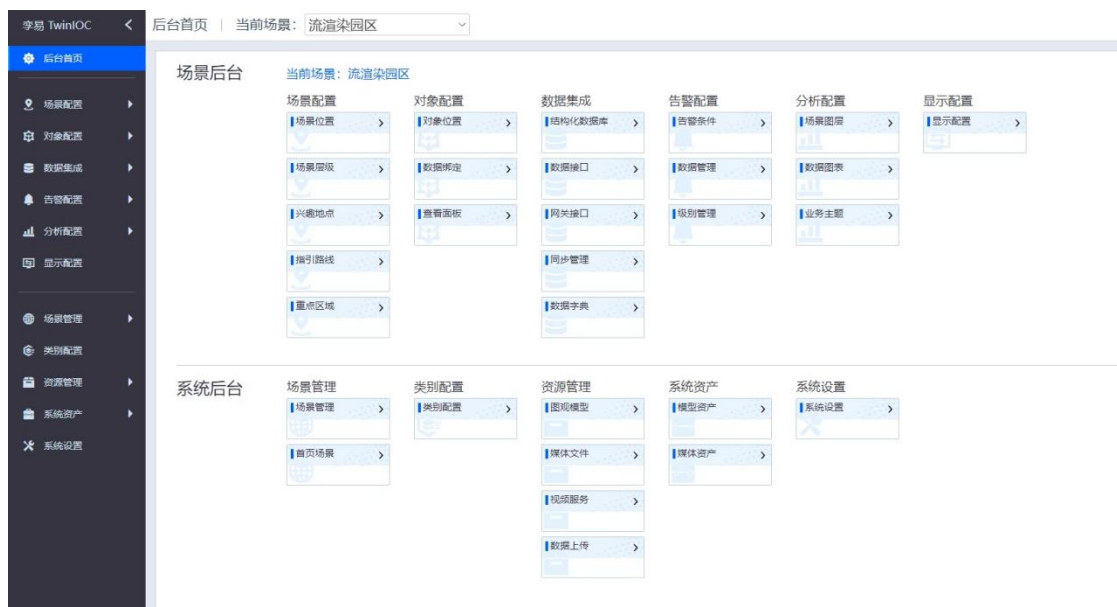 孪易 TwinIOC
后台首页 当前场景：流渲染园区
后台首页
场景配置
对象配置
数据集成
告警配置
分析配置
显示配置
场景管理
类别配置
资源管理
系统资产
系统设置
场景后台 当前场景：流渲染园区
场景配置 对象配置 数据集成 告警配置 分析配置 显示配置
场景位置 对象位置 结构化数据库 告警条件 场景图层 显示配置
场景层级 数据绑定 数据接口 数据管理 数据图表
兴趣地点 查看面板 网关接口 级别管理 业务主题
指引路线 同步管理
重点区域 数据字典
系统后台 场景管理 类别配置 资源管理 系统资产 系统设置
场景管理 类别配置 图观模型 模型资产 系统设置
首页场景 媒体文件 媒体资产
视频服务
数据上传